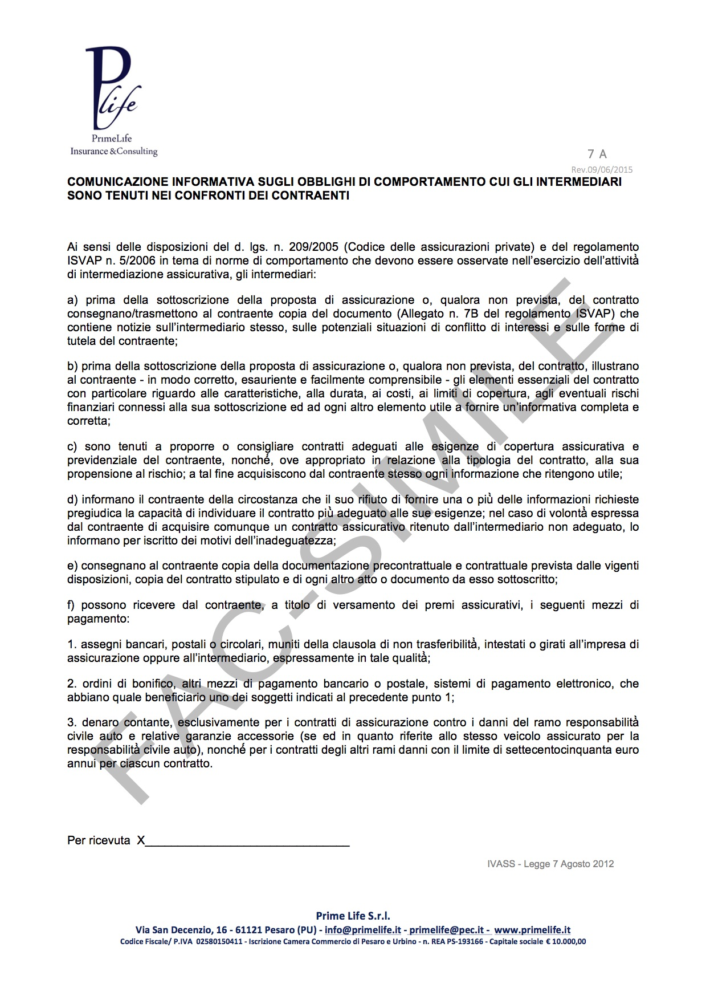 Plife
PrimeLife
Insurance &Consulting
7 A
Rev.09/06/2015
COMUNICAZIONE INFORMATIVA SUGLI OBBLIGHI DI COMPORTAMENTO CUI GLI INTERMEDIARI
SONO TENUTI NEI CONFRONTI DEI CONTRAENTI
Ai sensi delle disposizioni del d. lgs. n. 209/2005 (Codice delle assicurazioni private) e del regolamento
ISVAP n. 5/2006 in tema di norme di comportamento che devono essere osservate nell'esercizio dell'attività
di intermediazione assicurativa, gli intermediari:
a) prima della sottoscrizione della proposta di assicurazione o, qualora non prevista, del contratto
consegnano/trasmettono al contraente copia del documento (Allegato n. 7B del regolamento ISVAP) che
contiene notizie sull'intermediario stesso, sulle potenziali situazioni di conflitto di interessi e sulle forme di
tutela del contraente;
b) prima della sottoscrizione della proposta di assicurazione o, qualora non prevista, del contratto, illustrano
al contraente - in modo corretto, esauriente e facilmente comprensibile - gli elementi essenziali del contratto
con particolare riguardo alle caratteristiche, alla durata, ai costi, ai limiti di copertura, agli eventuali rischi
finanziari connessi alla sua sottoscrizione ed ad ogni altro elemento utile a fornire un'informativa completa e
corretta;
c) sono tenuti a proporre o consigliare contratti adeguati alle esigenze di copertura assicurativa e
previdenziale del contraente, nonché, ove appropriato in relazione alla tipologia del contratto, alla sua
propensione al rischio; a tal fine acquisiscono dal contraente stesso ogni informazione che ritengono utile;
d) informano il contraente della circostanza che il suo rifiuto di fornire una o più delle informazioni richieste
pregiudica la capacità di individuare il contratto più adeguato alle sue esigenze; nel caso di volontà espressa
dal contraente di acquisire comunque un contratto assicurativo ritenuto dall'intermediario non adeguato, lo
informano per iscritto dei motivi dell'inadeguatezza;
e) consegnano al contraente copia della documentazione precontrattuale e contrattuale prevista dalle vigenti
disposizioni, copia del contratto stipulato e di ogni altro atto o documento da esso sottoscritto;
f) possono ricevere dal contraente, a titolo di versamento dei premi assicurativi, i seguenti mezzi di
pagamento:
1. assegni bancari, postali o circolari, muniti della clausola di non trasferibilità, intestati o girati all'impresa di
assicurazione oppure all'intermediario, espressamente in tale qualità;
2. ordini di bonifico, altri mezzi di pagamento bancario o postale, sistemi di pagamento elettronico, che
abbiano quale beneficiario uno dei soggetti indicati al precedente punto 1;
3. denaro contante, esclusivamente per i contratti di assicurazione contro i danni del ramo responsabilità
civile auto e relative garanzie accessorie (se ed in quanto riferite allo stesso veicolo assicurato per la
responsabilità civile auto), nonché per i contratti degli altri rami danni con il limite di settecentocinquanta euro
annui per ciascun contratto.
FAC-SIMILE
Per ricevuta X______________________________
IVASS - Legge 7 Agosto 2012
Prime Life S.r.l.
Via San Decenzio, 16 - 61121 Pesaro (PU) - info@primelife.it - primelife@pec.it - www.primelife.it
Codice Fiscale/ P.IVA 02580150411 - Iscrizione Camera Commercio di Pesaro e Urbino - n. REA PS-193166 - Capitale sociale € 10.000,00